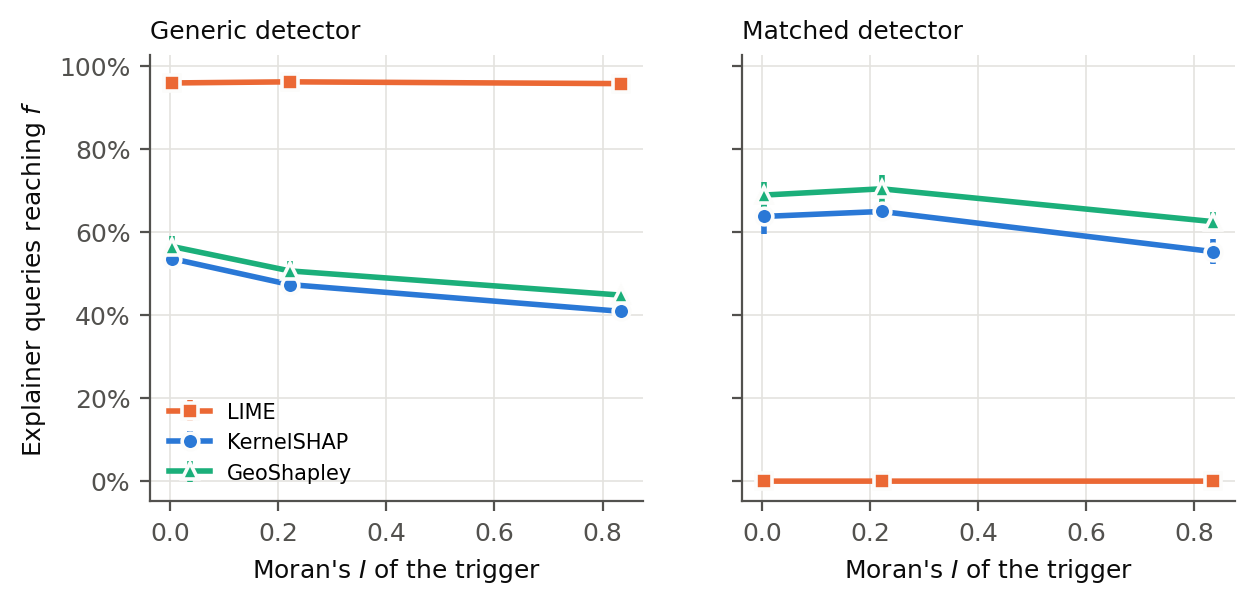 Generic detector
Matched detector
Explainer queries reaching f
100%
80%
60%
40%
20%
0%
LIME
KernelSHAP
GeoShapley
0.0 0.2 0.4 0.6 0.8
0.0 0.2 0.4 0.6 0.8
Moran's I of the trigger
Moran's I of the trigger